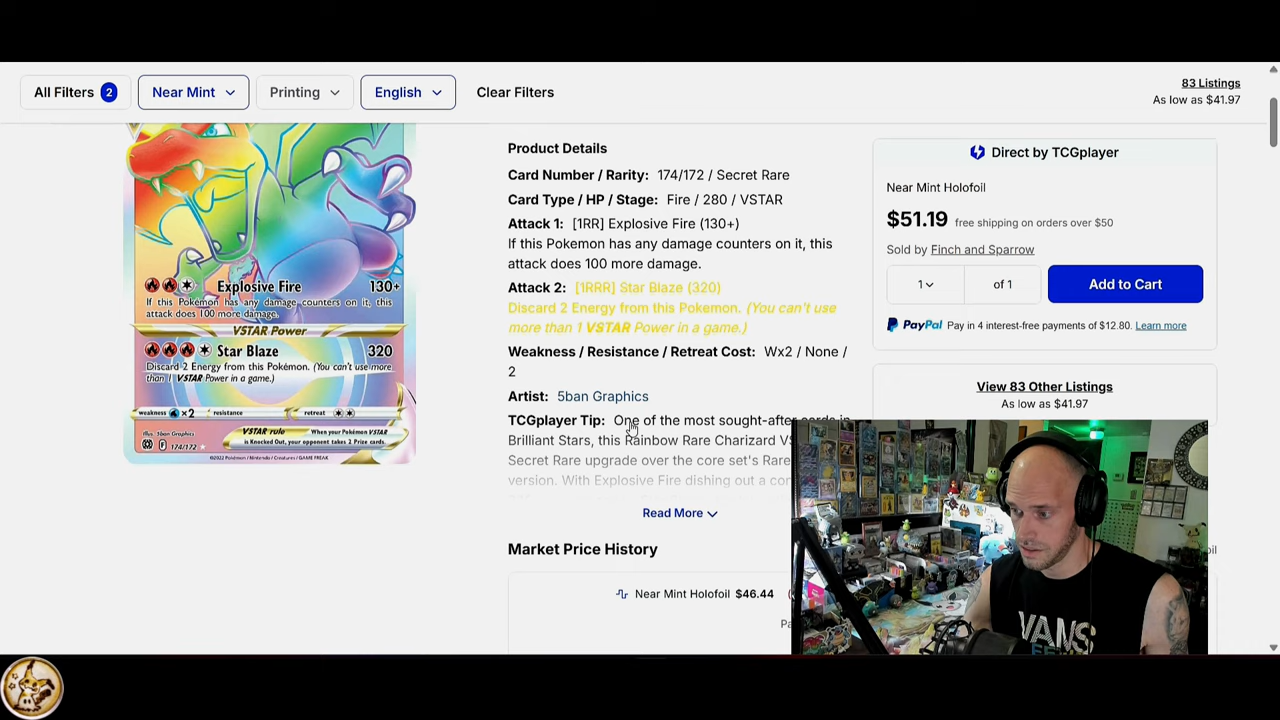 All Filters 2
Near Mint
Printing
English
Clear Filters
83 Listings
As low as $41.97
Explosive Fire 130+
If this Pokémon has any damage counters on it, this
attack does 100 more damage.
VSTAR Power
Star Blaze 320
Discard 2 Energy from this Pokémon. (You can't use more
than 1 VSTAR Power in a game.)
weakness ×2 resistance retreat
Illus. 5ban Graphics
VSTAR rule When your Pokémon VSTAR
is Knocked Out, your opponent takes 2 Prize cards.
F 174/172
©2022 Pokémon / Nintendo / Creatures / GAME FREAK
Product Details
Card Number / Rarity: 174/172 / Secret Rare
Card Type / HP / Stage: Fire / 280 / VSTAR
Attack 1: [1RR] Explosive Fire (130+)
If this Pokemon has any damage counters on it, this
attack does 100 more damage.
Attack 2: [1RRR] Star Blaze (320)
Discard 2 Energy from this Pokemon. (You can't use
more than 1 VSTAR Power in a game.)
Weakness / Resistance / Retreat Cost: Wx2 / None /
2
Artist: 5ban Graphics
TCGplayer Tip: One of the most sought-after cards in
Brilliant Stars, this Rainbow Rare Charizard
Secret Rare upgrade over the core set's Rare
version. With Explosive Fire dishing out a
Read More
Market Price History
Near Mint Holofoil $46.44
Direct by TCGplayer
Near Mint Holofoil
$51.19 free shipping on orders over $50
Sold by Finch and Sparrow
1 of 1
Add to Cart
PayPal Pay in 4 interest-free payments of $12.80. Learn more
View 83 Other Listings
As low as $41.97
VANS